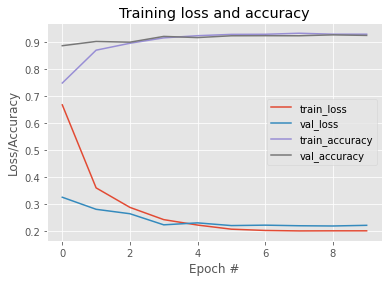 Training loss and accuracy
Loss/Accuracy
0.9
0.8
0.7
0.6
0.5
0.4
0.3
0.2
train_loss
val_loss
train_accuracy
val_accuracy
0 2 4 6 8
Epoch #